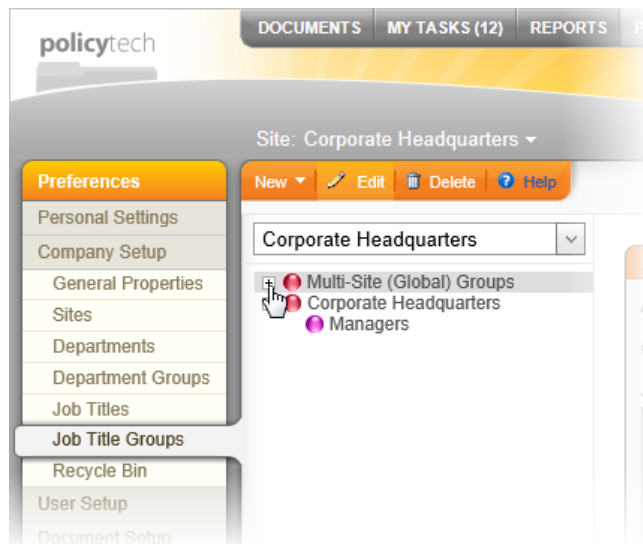 policytech
DOCUMENTS MY TASKS (12) REPORTS
Site: Corporate Headquarters
Preferences
New Edit Delete Help
Personal Settings
Company Setup
General Properties
Sites
Departments
Department Groups
Job Titles
Job Title Groups
Recycle Bin
User Setup
Document Setup
Corporate Headquarters
Multi-Site (Global) Groups
Corporate Headquarters
Managers